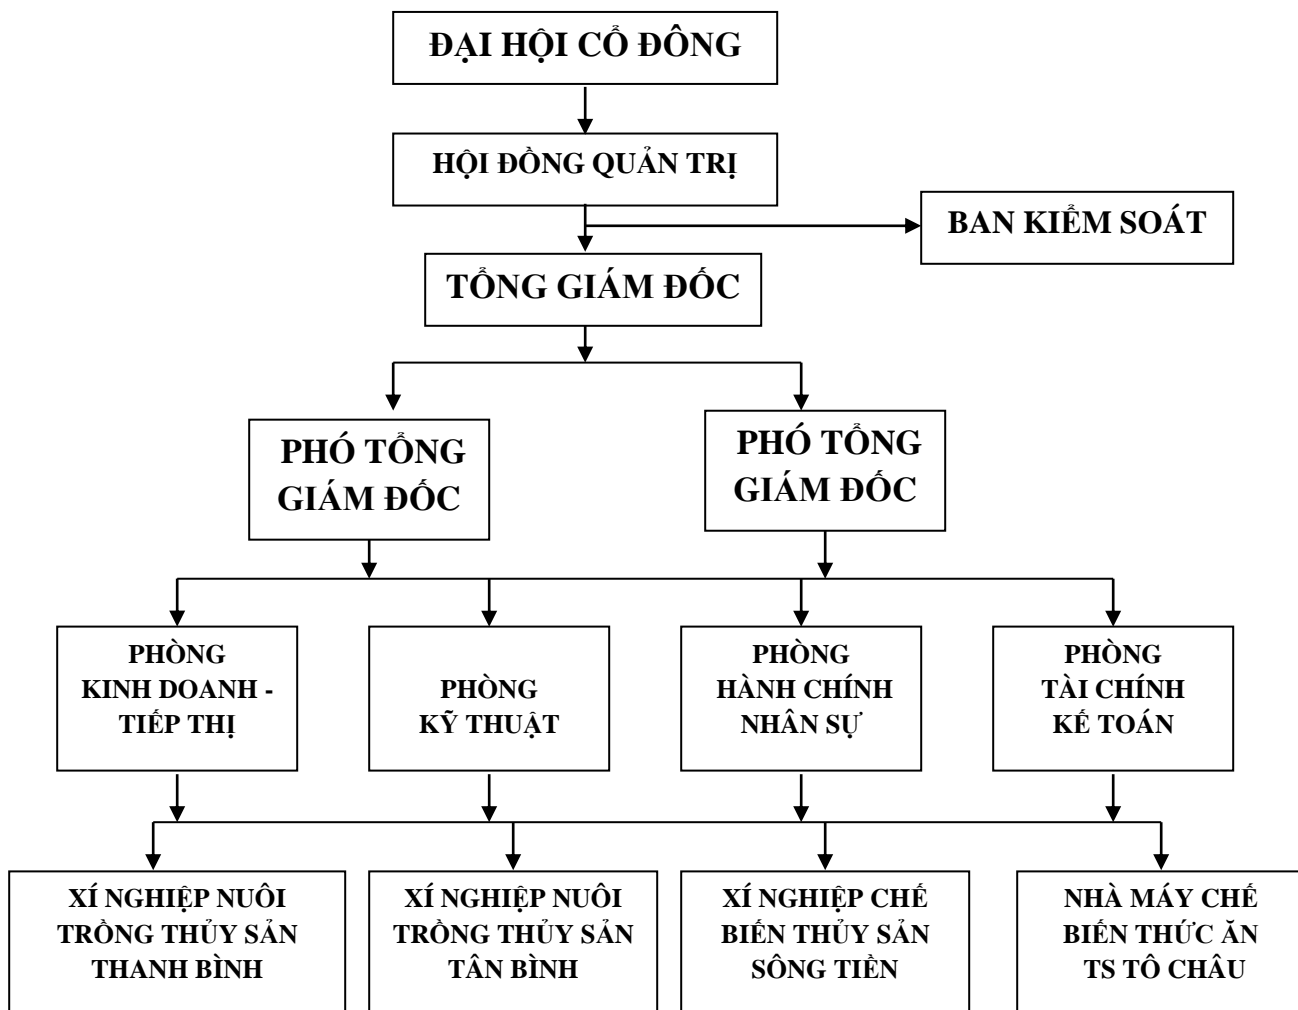 ĐẠI HỘI CỔ ĐÔNG
HỘI ĐỒNG QUẢN TRỊ
BAN KIỂM SOÁT
TỔNG GIÁM ĐỐC
PHÓ TỔNG
GIÁM ĐỐC
PHÓ TỔNG
GIÁM ĐỐC
PHÒNG
KINH DOANH -
TIẾP THỊ
PHÒNG
KỸ THUẬT
PHÒNG
HÀNH CHÍNH
NHÂN SỰ
PHÒNG
TÀI CHÍNH
KẾ TOÁN
XÍ NGHIỆP NUÔI
TRỒNG THỦY SẢN
THANH BÌNH
XÍ NGHIỆP NUÔI
TRỒNG THỦY SẢN
TÂN BÌNH
XÍ NGHIỆP CHẾ
BIẾN THỦY SẢN
SÔNG TIỀN
NHÀ MÁY CHẾ
BIẾN THỨC ĂN
TS TÔ CHÂU